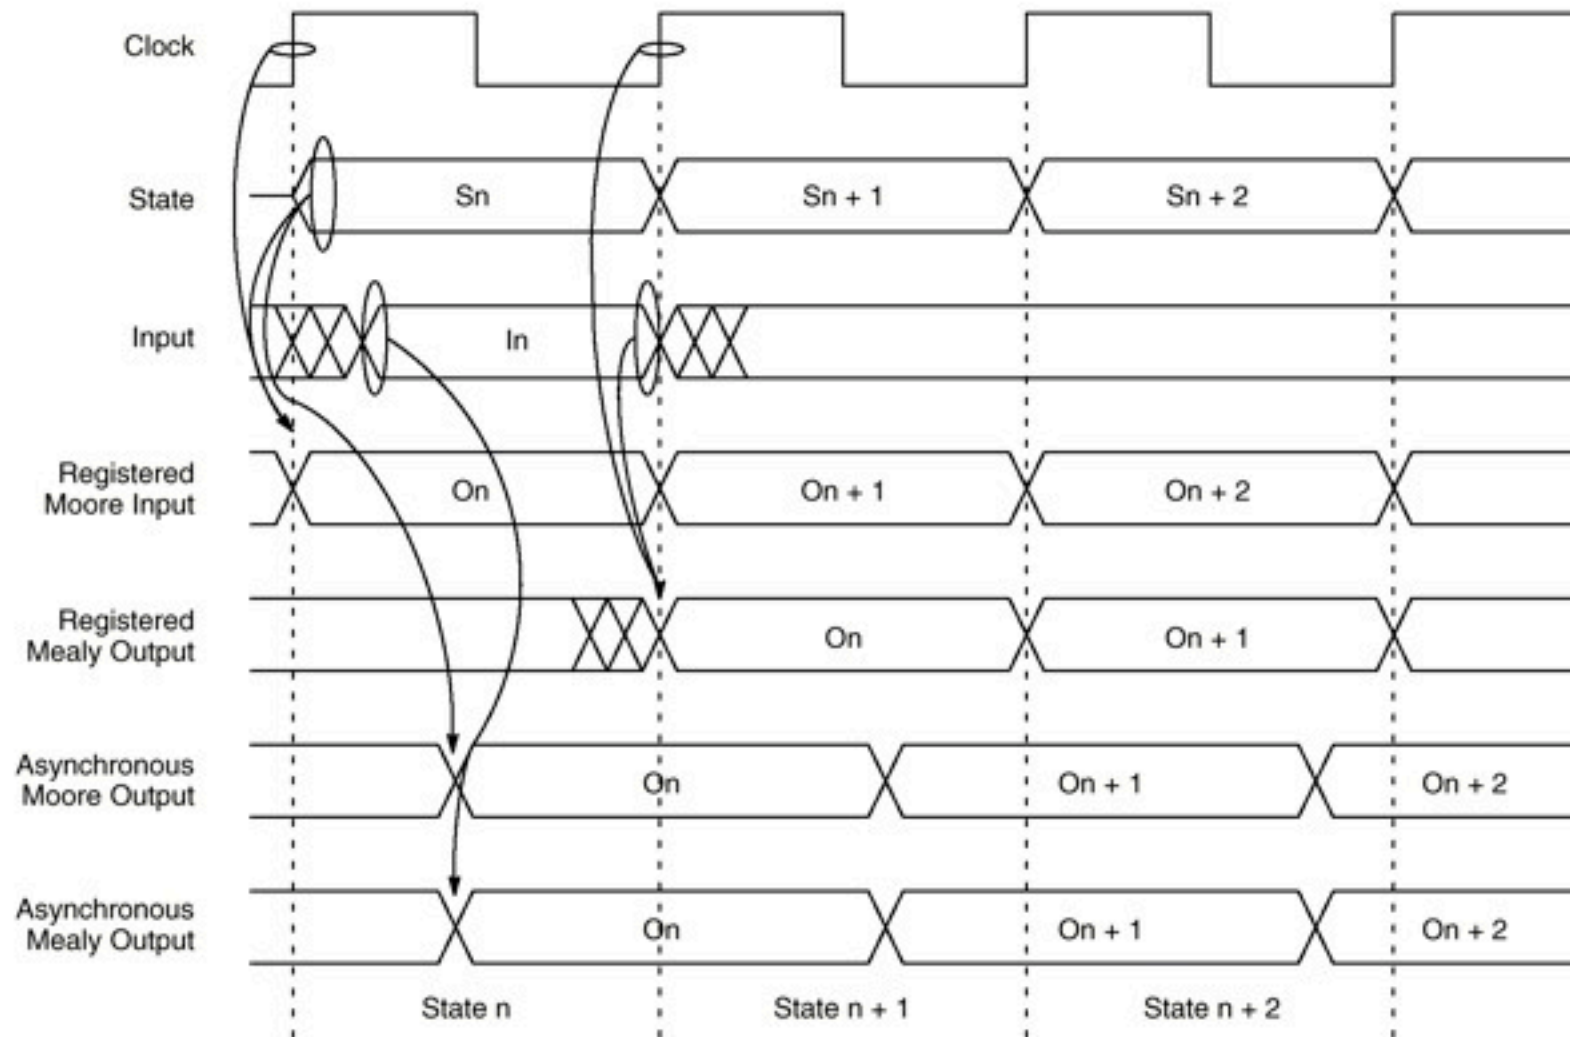 Clock
State
Sn
Sn + 1
Sn + 2
Input
In
Registered
Moore Input
On
On + 1
On + 2
Registered
Mealy Output
On
On + 1
Asynchronous
Moore Output
On
On + 1
On + 2
Asynchronous
Mealy Output
On
On + 1
On + 2
State n
State n + 1
State n + 2